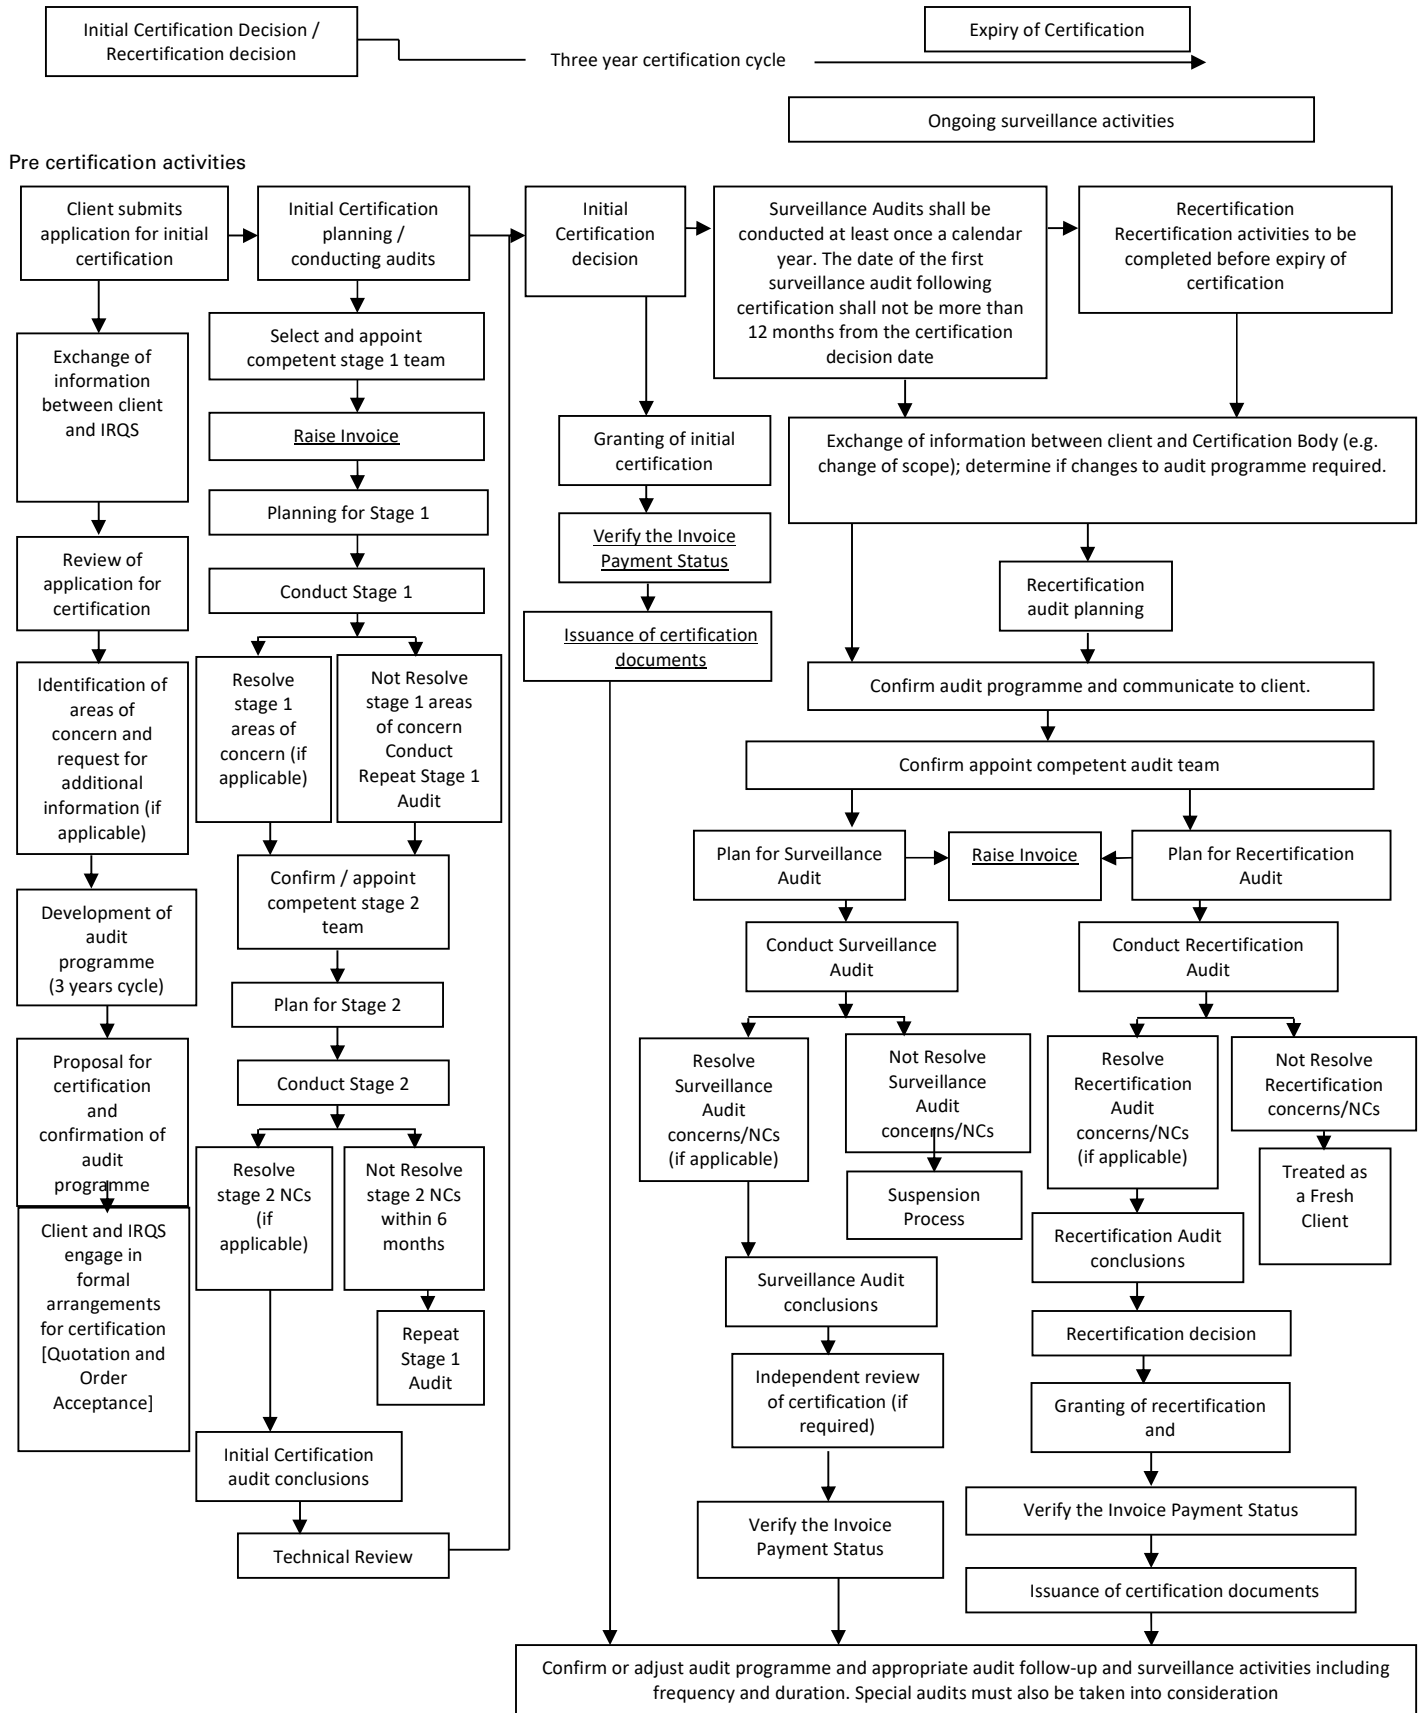 Initial Certification Decision /
Recertification decision
Three year certification cycle
Expiry of Certification
Ongoing surveillance activities
Pre certification activities
Client submits
application for initial
certification
Exchange of
information
between client
and IRQS
Review of
application for
certification
Identification of
areas of
concern and
request for
additional
information (if
applicable)
Development of
audit
programme
(3 years cycle)
Proposal for
certification
and
confirmation of
audit
programme
Client and IRQS
engage in
formal
arrangements
for certification
[Quotation and
Order
Acceptance]
Initial Certification
planning /
conducting audits
Select and appoint
competent stage 1 team
Raise Invoice
Planning for Stage 1
Conduct Stage 1
Resolve
stage 1
areas of
concern (if
applicable)
Not Resolve
stage 1 areas
of concern
Conduct
Repeat Stage 1
Audit
Confirm / appoint
competent stage 2
team
Plan for Stage 2
Conduct Stage 2
Resolve
stage 2 NCs
(if
applicable)
Not Resolve
stage 2 NCs
within 6
months
Repeat
Stage 1
Audit
Initial Certification
audit conclusions
Technical Review
Initial
Certification
decision
Granting of initial
certification
Verify the Invoice
Payment Status
Issuance of certification
documents
Surveillance Audits shall be
conducted at least once a calendar
year. The date of the first
surveillance audit following
certification shall not be more than
12 months from the certification
decision date
Recertification
Recertification activities to be
completed before expiry of
certification
Exchange of information between client and Certification Body (e.g.
change of scope); determine if changes to audit programme required.
Recertification
audit planning
Confirm audit programme and communicate to client.
Confirm appoint competent audit team
Plan for Surveillance
Audit
Raise Invoice
Plan for Recertification
Audit
Conduct Surveillance
Audit
Conduct Recertification
Audit
Resolve
Surveillance
Audit
concerns/NCs
(if applicable)
Not Resolve
Surveillance
Audit
concerns/NCs
Suspension
Process
Surveillance Audit
conclusions
Independent review
of certification (if
required)
Verify the Invoice
Payment Status
Resolve
Recertification
Audit
concerns/NCs
(if applicable)
Not Resolve
Recertification
concerns/NCs
Treated as
a Fresh
Client
Recertification Audit
conclusions
Recertification decision
Granting of recertification
and
Verify the Invoice Payment Status
Issuance of certification documents
Confirm or adjust audit programme and appropriate audit follow-up and surveillance activities including
frequency and duration. Special audits must also be taken into consideration